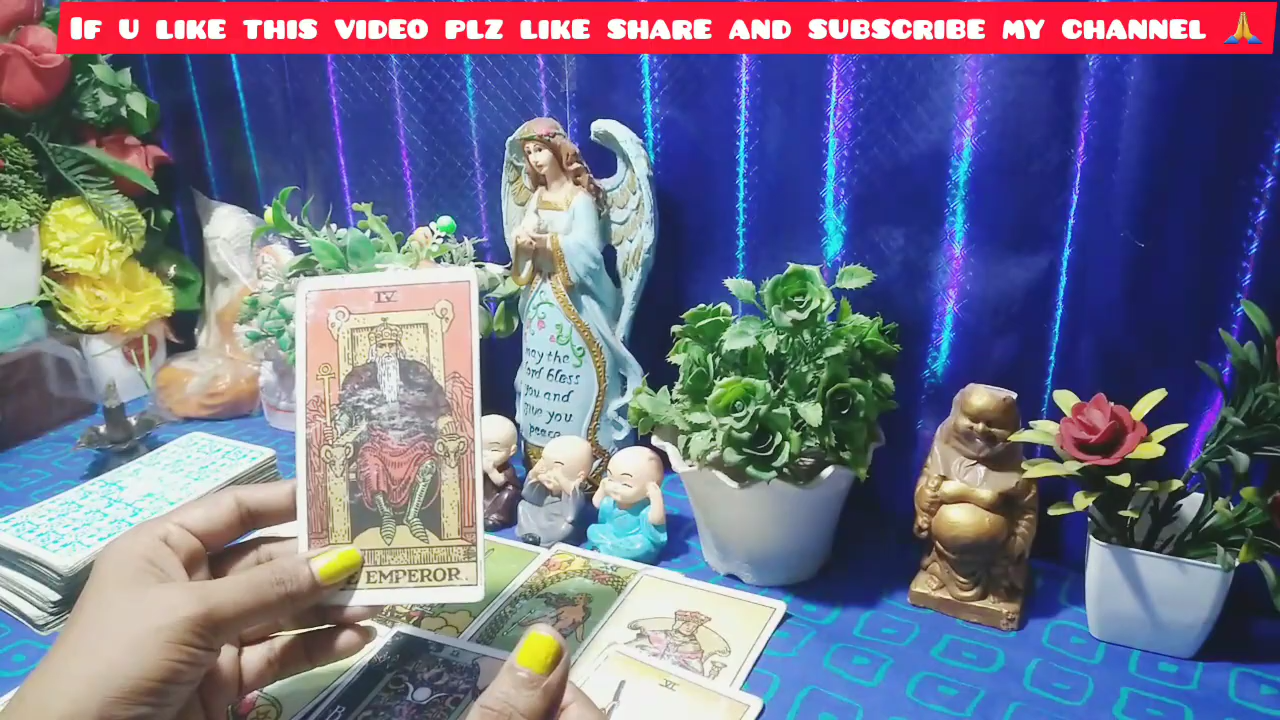 If u like this video plz like share and subscribe my channel 🙏
IV
may the
lord bless
you and
give you
peace
EMPEROR.
VI